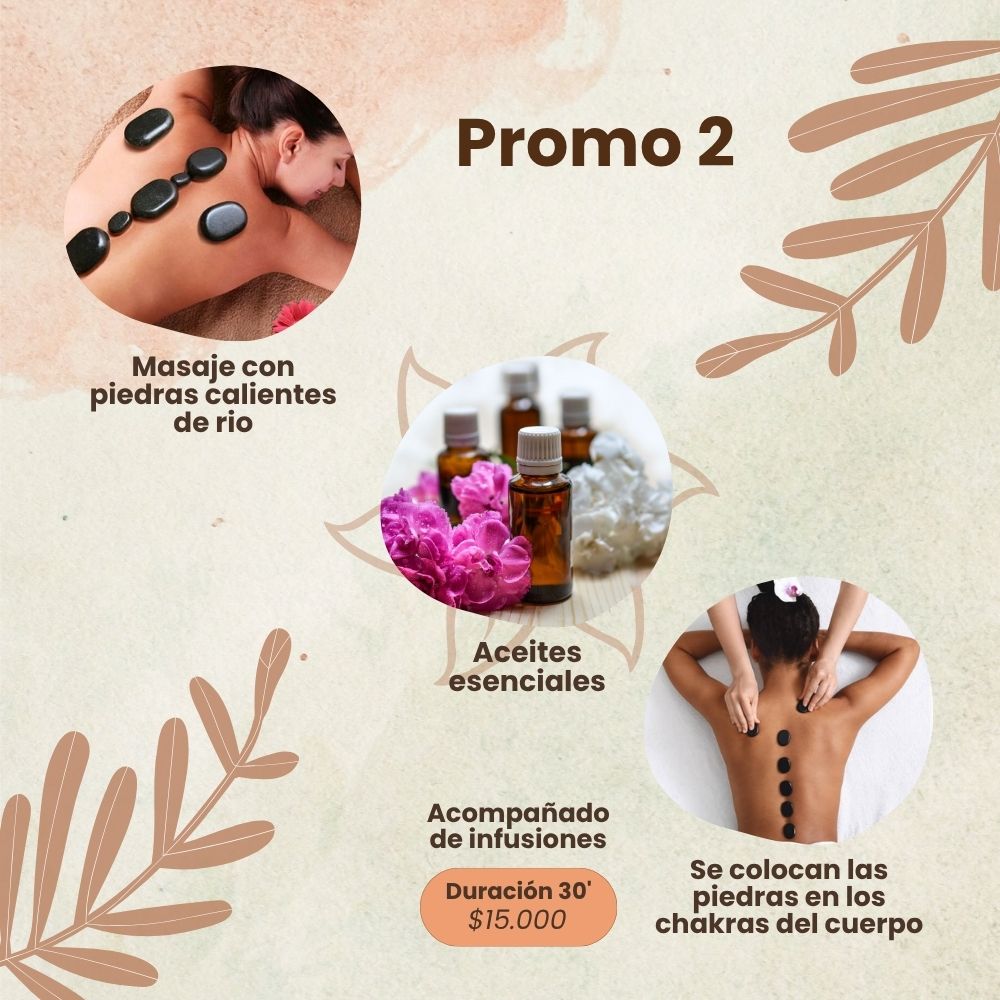 Promo 2
Masaje con
piedras calientes
de rio
Aceites
esenciales
Acompañado
de infusiones
Duración 30'
$15.000
Se colocan las
piedras en los
chakras del cuerpo